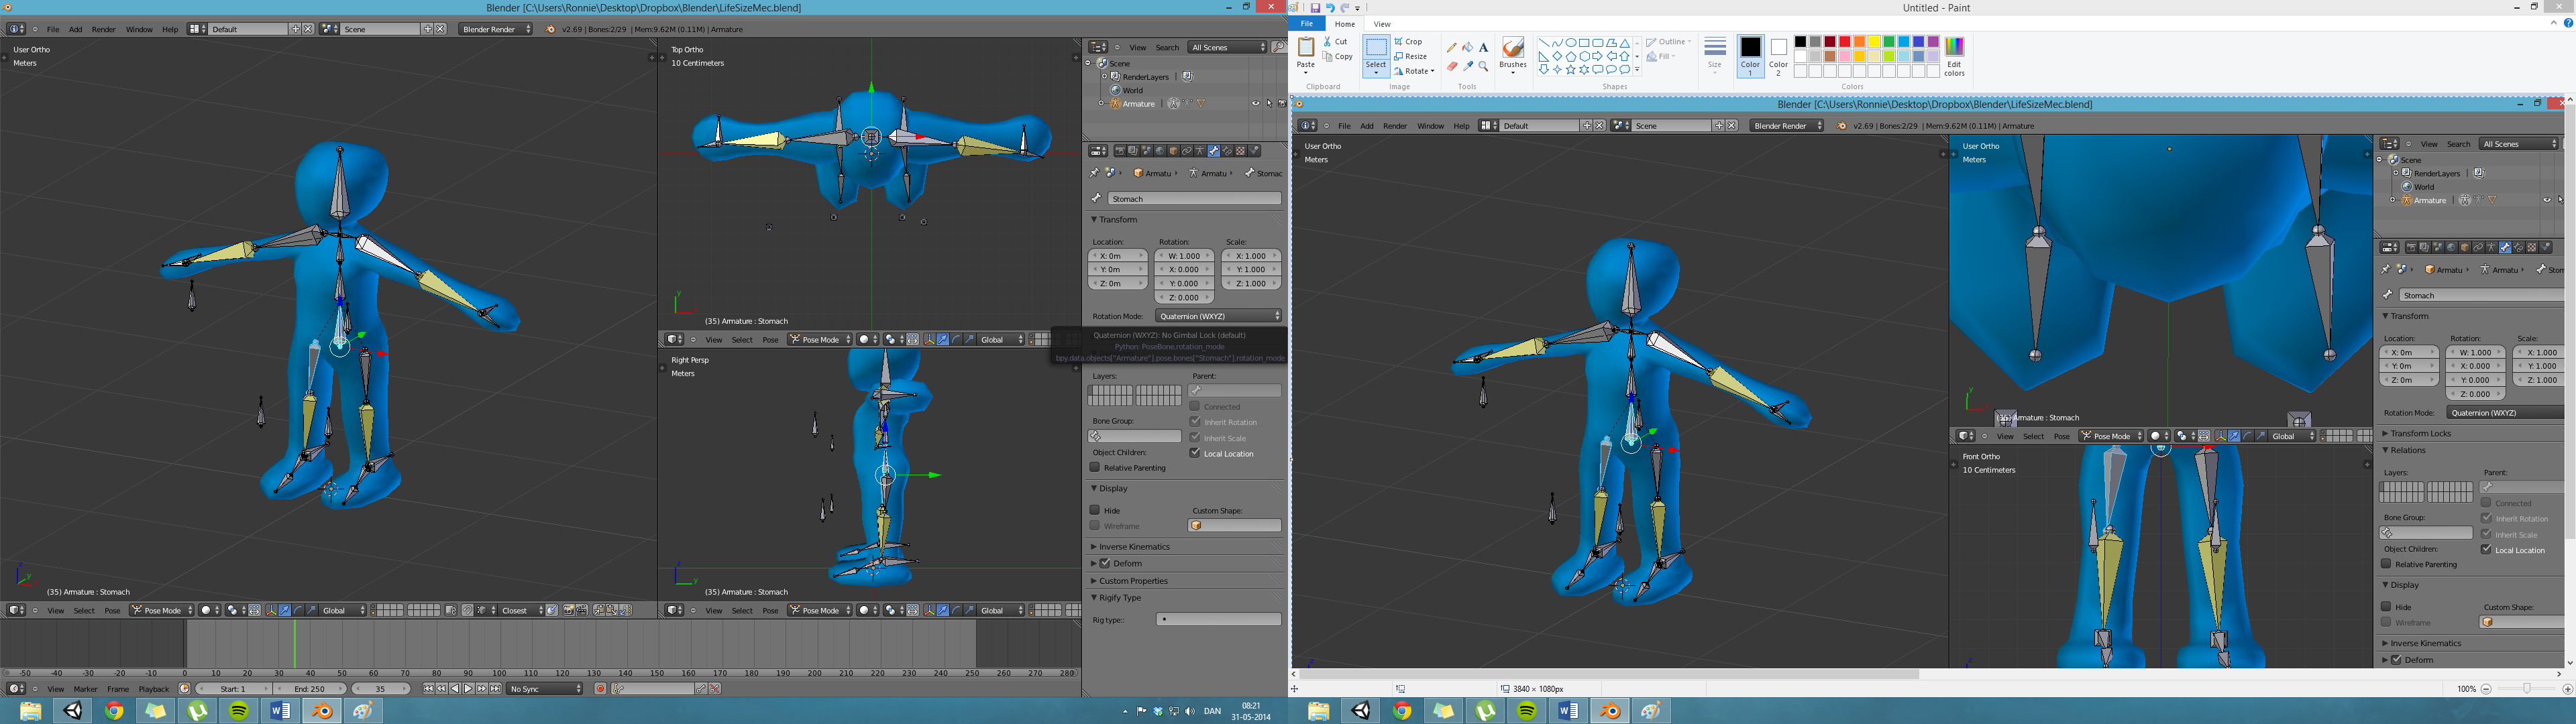 Blender [C:\Users\Ronnie\Desktop\Dropbox\Blender\LifeSizeMec.blend]
File Add Render Window Help Default Scene Blender Render v2.69 | Bones:2/29 | Mem:9.62M (0.11M) | Armature
User Ortho
Meters
(35) Armature : Stomach
View Select Pose Pose Mode Global Closest
Top Ortho
10 Centimeters
(35) Armature : Stomach
View Select Pose Pose Mode Global
Right Persp
Meters
(35) Armature : Stomach
View Select Pose Pose Mode Global
View Search All Scenes
Scene
RenderLayers
World
Armature
Armatu Armatu Stomac
Stomach
Transform
Location: Rotation: Scale:
X: 0m W: 1.000 X: 1.000
Y: 0m X: 0.000 Y: 1.000
Z: 0m Y: 0.000 Z: 1.000
Z: 0.000
Rotation Mode: Quaternion (WXYZ)
Quaternion (WXYZ): No Gimbal Lock (default)
Python: PoseBone.rotation_mode
bpy.data.objects["Armature"].pose.bones["Stomach"].rotation_mode
Layers: Parent:
Connected
Bone Group: Inherit Rotation
Inherit Scale
Object Children: Local Location
Relative Parenting
Display
Hide Custom Shape:
Wireframe
Inverse Kinematics
Deform
Custom Properties
Rigify Type
Rig type::
-50 -40 -30 -20 -10 0 10 20 30 40 50 60 70 80 90 100 110 120 130 140 150 160 170 180 190 200 210 220 230 240 250 260 270 280
View Marker Frame Playback Start: 1 End: 250 35 No Sync
DAN 08:21
31-05-2014
Untitled - Paint
File Home View
Paste Cut Copy Select Crop Resize Rotate Brushes Outline Fill Size Color 1 Color 2 Edit colors
Clipboard Image Tools Shapes Colors
Blender [C:\Users\Ronnie\Desktop\Dropbox\Blender\LifeSizeMec.blend]
File Add Render Window Help Default Scene Blender Render v2.69 | Bones:2/29 | Mem:9.62M (0.11M) | Armature
User Ortho
Meters
User Ortho
Meters
Armature : Stomach
View Select Pose Pose Mode Global
Front Ortho
10 Centimeters
View Search All Scenes
Scene
RenderLayers
World
Armature
Armatu Armatu Stom
Stomach
Transform
Location: Rotation: Scale:
X: 0m W: 1.000 X: 1.000
Y: 0m X: 0.000 Y: 1.000
Z: 0m Y: 0.000 Z: 1.000
Z: 0.000
Rotation Mode: Quaternion (WXYZ)
Transform Locks
Relations
Layers: Parent:
Connected
Bone Group: Inherit Rotation
Inherit Scale
Object Children: Local Location
Relative Parenting
Display
Hide Custom Shape:
Wireframe
Inverse Kinematics
Deform
3840 × 1080px 100%